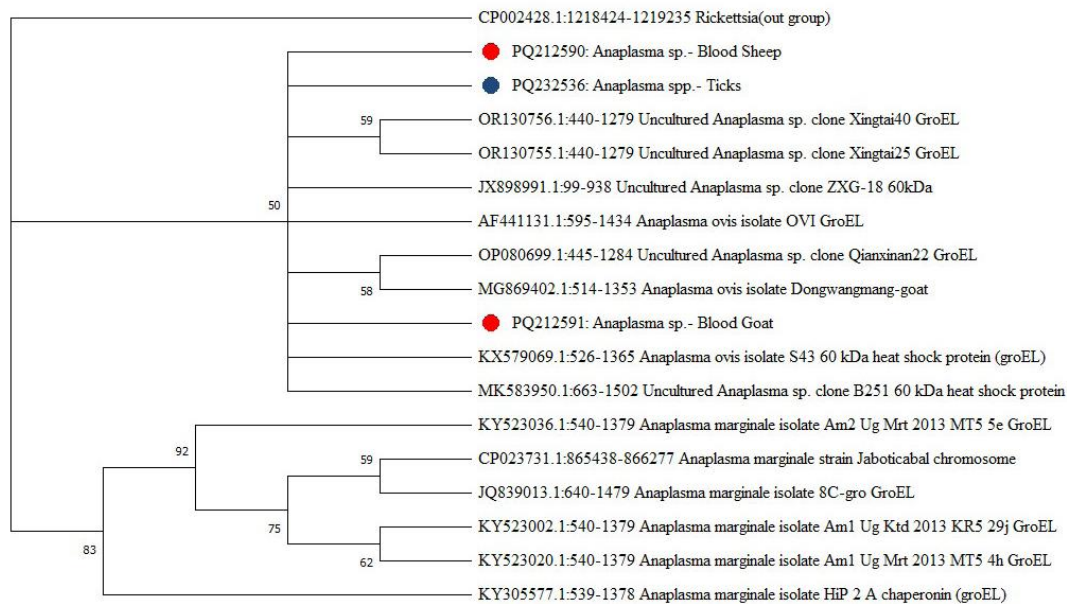 CP002428.1:1218424-1219235 Rickettsia(out group)
PQ212590: Anaplasma sp.- Blood Sheep
PQ232536: Anaplasma spp.- Ticks
59
OR130756.1:440-1279 Uncultured Anaplasma sp. clone Xingtai40 GroEL
OR130755.1:440-1279 Uncultured Anaplasma sp. clone Xingtai25 GroEL
JX898991.1:99-938 Uncultured Anaplasma sp. clone ZXG-18 60kDa
50
AF441131.1:595-1434 Anaplasma ovis isolate OVI GroEL
OP080699.1:445-1284 Uncultured Anaplasma sp. clone Qianxinan22 GroEL
58
MG869402.1:514-1353 Anaplasma ovis isolate Dongwangmang-goat
PQ212591: Anaplasma sp.- Blood Goat
KX579069.1:526-1365 Anaplasma ovis isolate S43 60 kDa heat shock protein (groEL)
MK583950.1:663-1502 Uncultured Anaplasma sp. clone B251 60 kDa heat shock protein
KY523036.1:540-1379 Anaplasma marginale isolate Am2 Ug Mrt 2013 MT5 5e GroEL
92
59
CP023731.1:865438-866277 Anaplasma marginale strain Jaboticabal chromosome
JQ839013.1:640-1479 Anaplasma marginale isolate 8C-gro GroEL
75
KY523002.1:540-1379 Anaplasma marginale isolate Am1 Ug Ktd 2013 KR5 29j GroEL
83
62
KY523020.1:540-1379 Anaplasma marginale isolate Am1 Ug Mrt 2013 MT5 4h GroEL
KY305577.1:539-1378 Anaplasma marginale isolate HiP 2 A chaperonin (groEL)